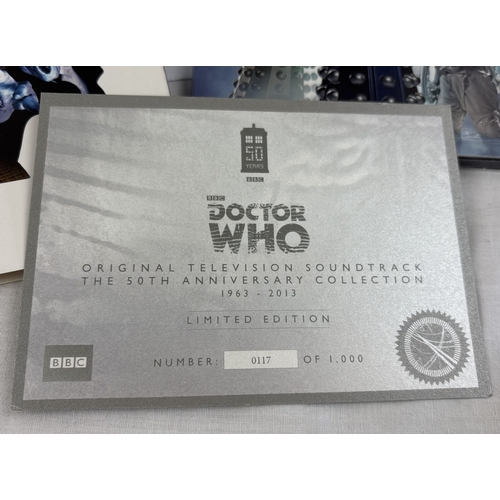 50
YEARS
BBC
BBC
DOCTOR
WHO
ORIGINAL TELEVISION SOUNDTRACK
THE 50TH ANNIVERSARY COLLECTION
1963 - 2013
LIMITED EDITION
NUMBER: 0117 OF 1,000
BBC